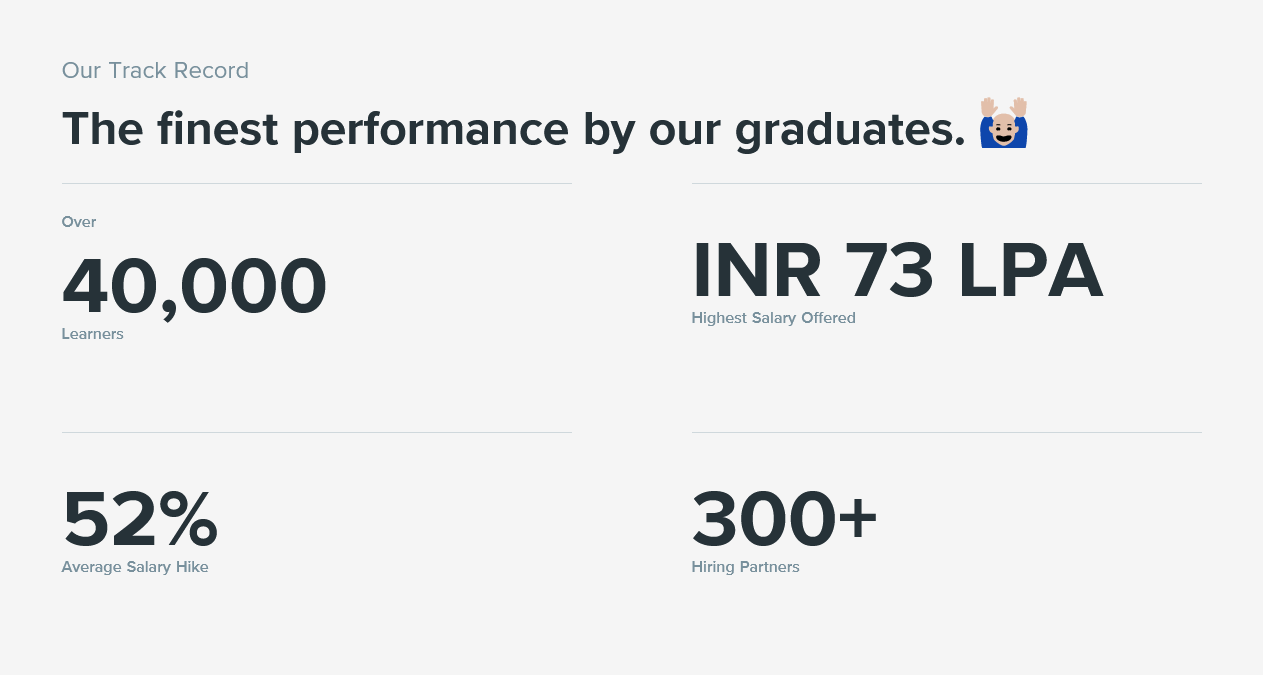 Our Track Record
The finest performance by our graduates.
Over
40,000
Learners
INR 73 LPA
Highest Salary Offered
52%
Average Salary Hike
300+
Hiring Partners